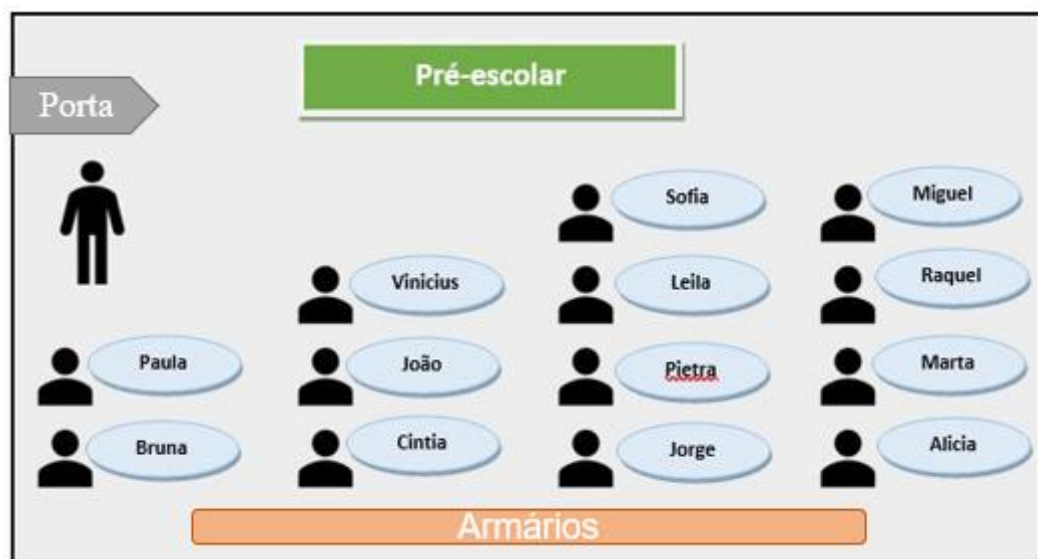 Pré-escolar
Porta
Sofia
Miguel
Vinicius
Leila
Raquel
Paula
João
Pietra
Marta
Bruna
Cintia
Jorge
Alicia
Armários